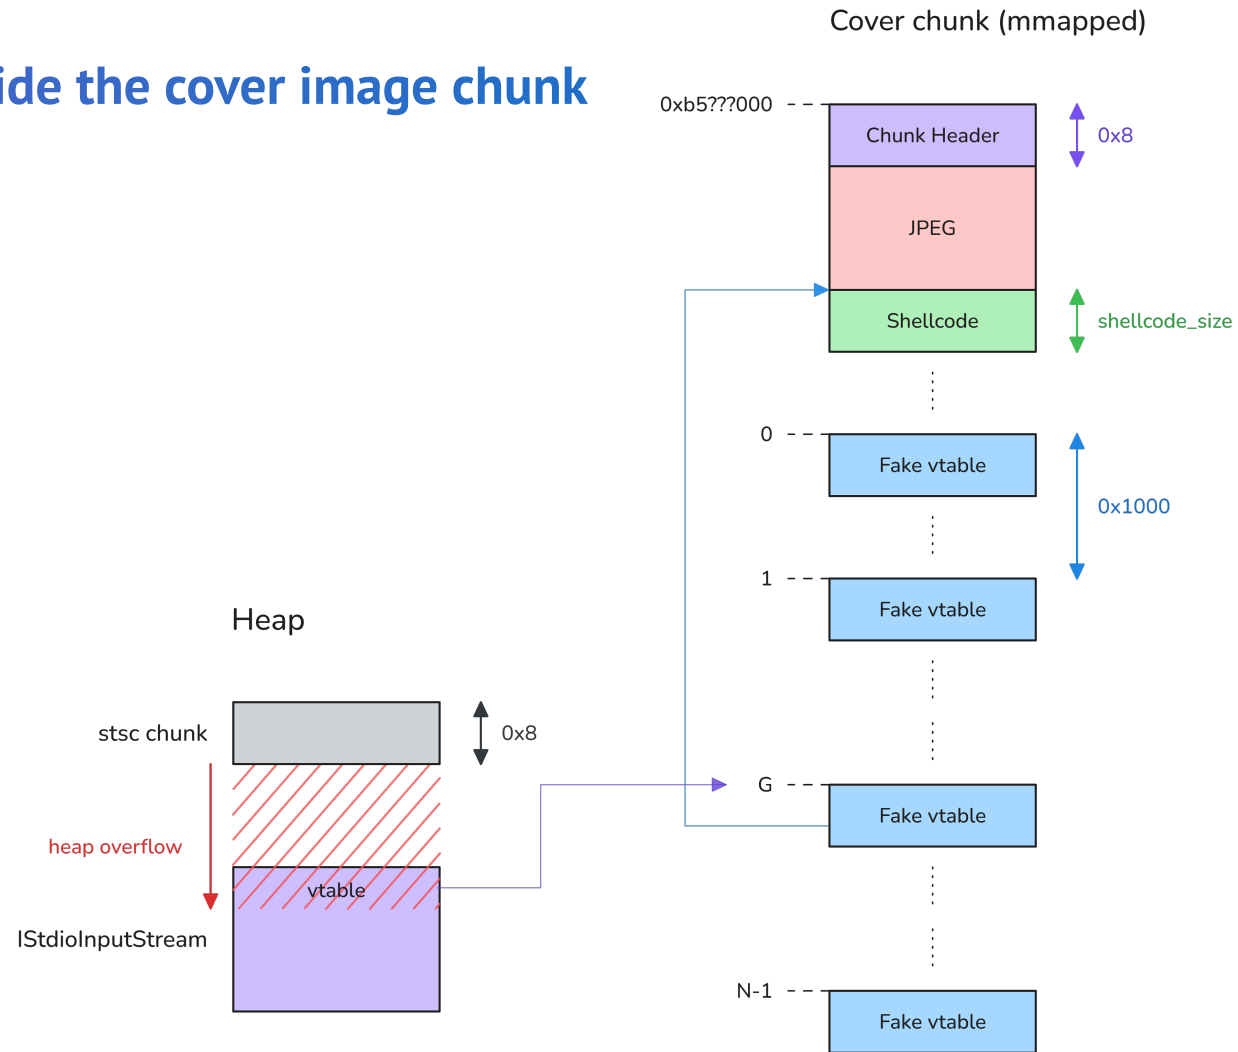 Cover chunk (mmapped)
ide the cover image chunk
0xb5???000
Chunk Header
0x8
JPEG
Shellcode
shellcode_size
0
Fake vtable
0x1000
1
Fake vtable
Heap
stsc chunk
0x8
G
Fake vtable
heap overflow
vtable
IStdioInputStream
N-1
Fake vtable